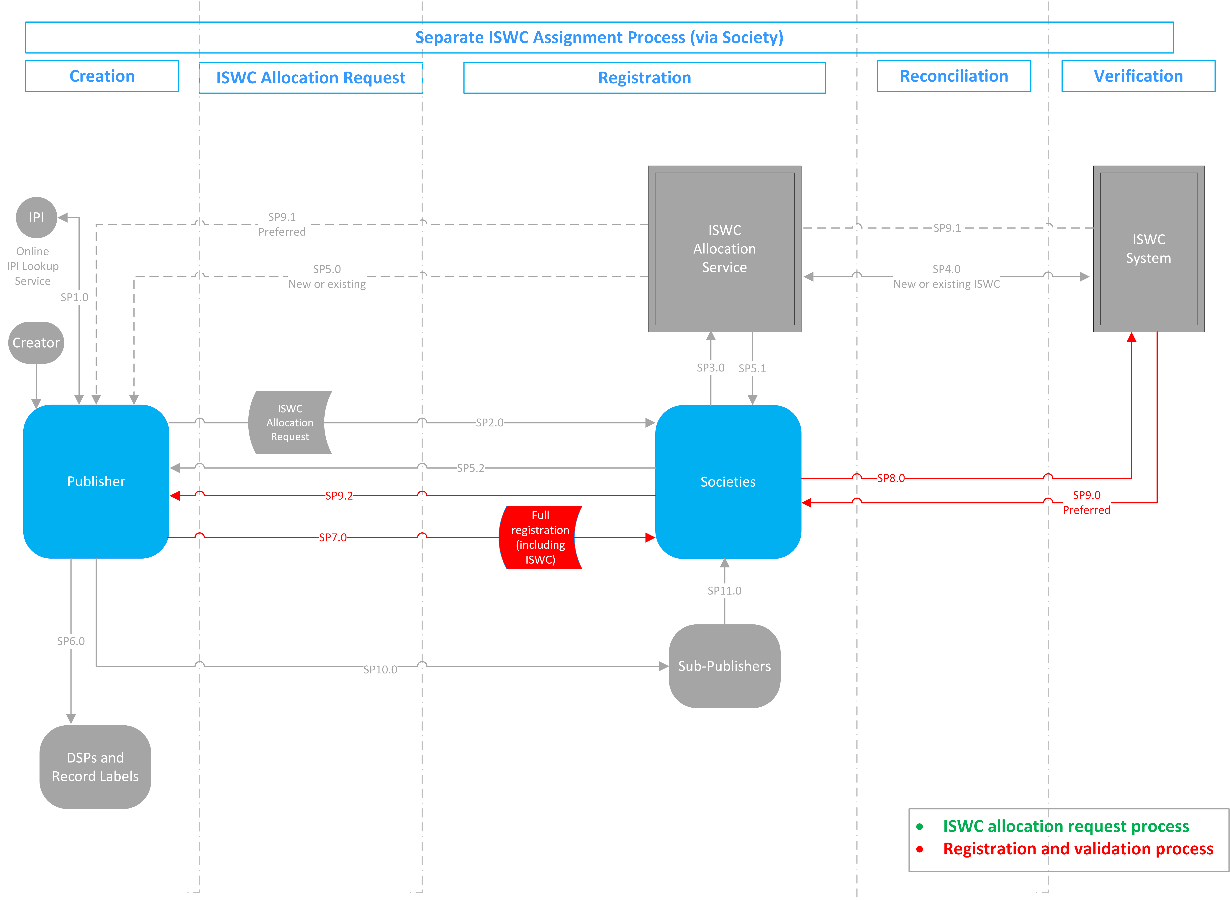 Separate ISWC Assignment Process (via Society)
Creation
ISWC Allocation Request
Registration
Reconciliation
Verification
IPI
Online
IPI Lookup
Service
SP1.0
Creator
SP9.1
Preferred
SP5.0
New or existing
ISWC
Allocation
Service
SP9.1
SP4.0
New or existing ISWC
ISWC
System
SP3.0
SP5.1
ISWC
Allocation
Request
SP2.0
Publisher
SP5.2
SP9.2
SP7.0
Full
registration
(including
ISWC)
Societies
SP8.0
SP9.0
Preferred
SP11.0
SP6.0
SP10.0
Sub-Publishers
DSPs and
Record Labels
• ISWC allocation request process
• Registration and validation process